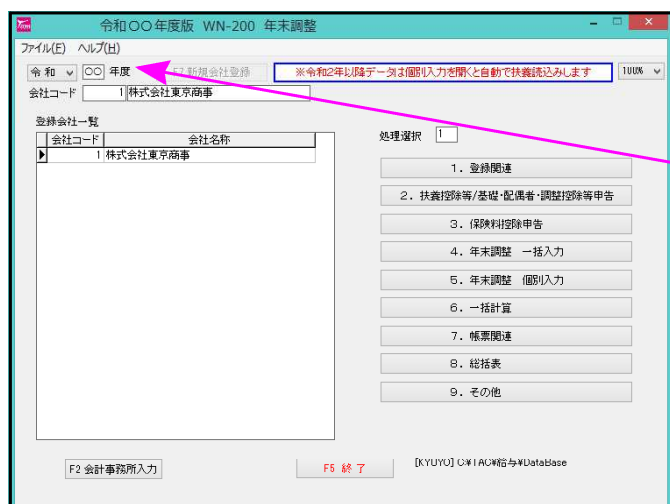 令和〇〇年度版 WN-200 年末調整
ファイル(F) ヘルプ(H)
令和 〇〇 年度 F7 新規会社登録 ※令和2年以降データは個別入力を開くと自動で扶養読込みします 100%
会社コード 1 株式会社東京商事
登録会社一覧
処理選択 1
会社コード 会社名称
1 株式会社東京商事
1. 登録関連
2. 扶養控除等/基礎・配偶者・調整控除等申告
3. 保険料控除申告
4. 年末調整 一括入力
5. 年末調整 個別入力
6. 一括計算
7. 帳票関連
8. 総括表
9. その他
F2 会計事務所入力
F5 終了
[KYUYO] C:¥TAC¥給与¥DataBase